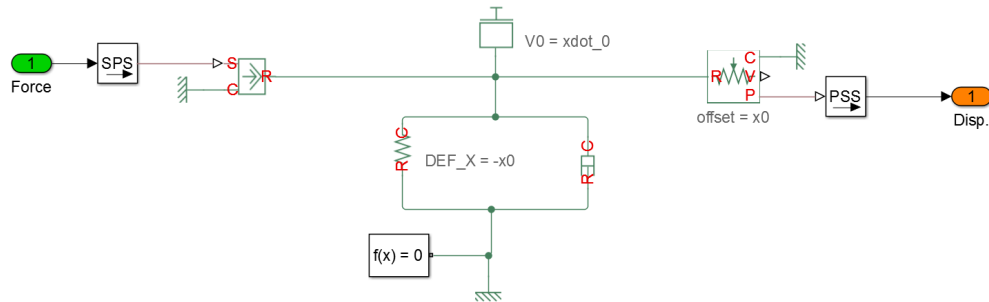 V0 = xdot_0
1
Force
SPS
S
C
R
R
C
V
P
offset = x0
PSS
1
Disp.
C
R
DEF_X = -x0
C
R
f(x) = 0